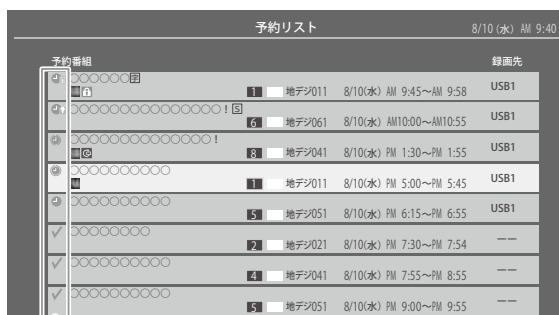 予約リスト 8/10 (水) AM 9:40
予約番組 録画先
○○○○○○字
1 地デジ011 8/10(水) AM 9:45～AM 9:58 USB1
○○○○○○○○○○○○○○○！S
6 地デジ061 8/10(水) AM10:00～AM10:55
○○○○○○○○○○○○○○！
8 地デジ041 8/10(水) PM 1:30～PM 1:55 USB1
○○○○○○○○○○
1 地デジ011 8/10(水) PM 5:00～PM 5:45 USB1
○○○○○○○○○○
5 地デジ051 8/10(水) PM 6:15～PM 6:55 USB1
○○○○○○○○
2 地デジ021 8/10(水) PM 7:30～PM 7:54 −−
○○○○○○○○○○
4 地デジ041 8/10(水) PM 7:55～PM 8:55 −−
○○○○○○○○○○
5 地デジ051 8/10(水) PM 9:00～PM 9:55 −−